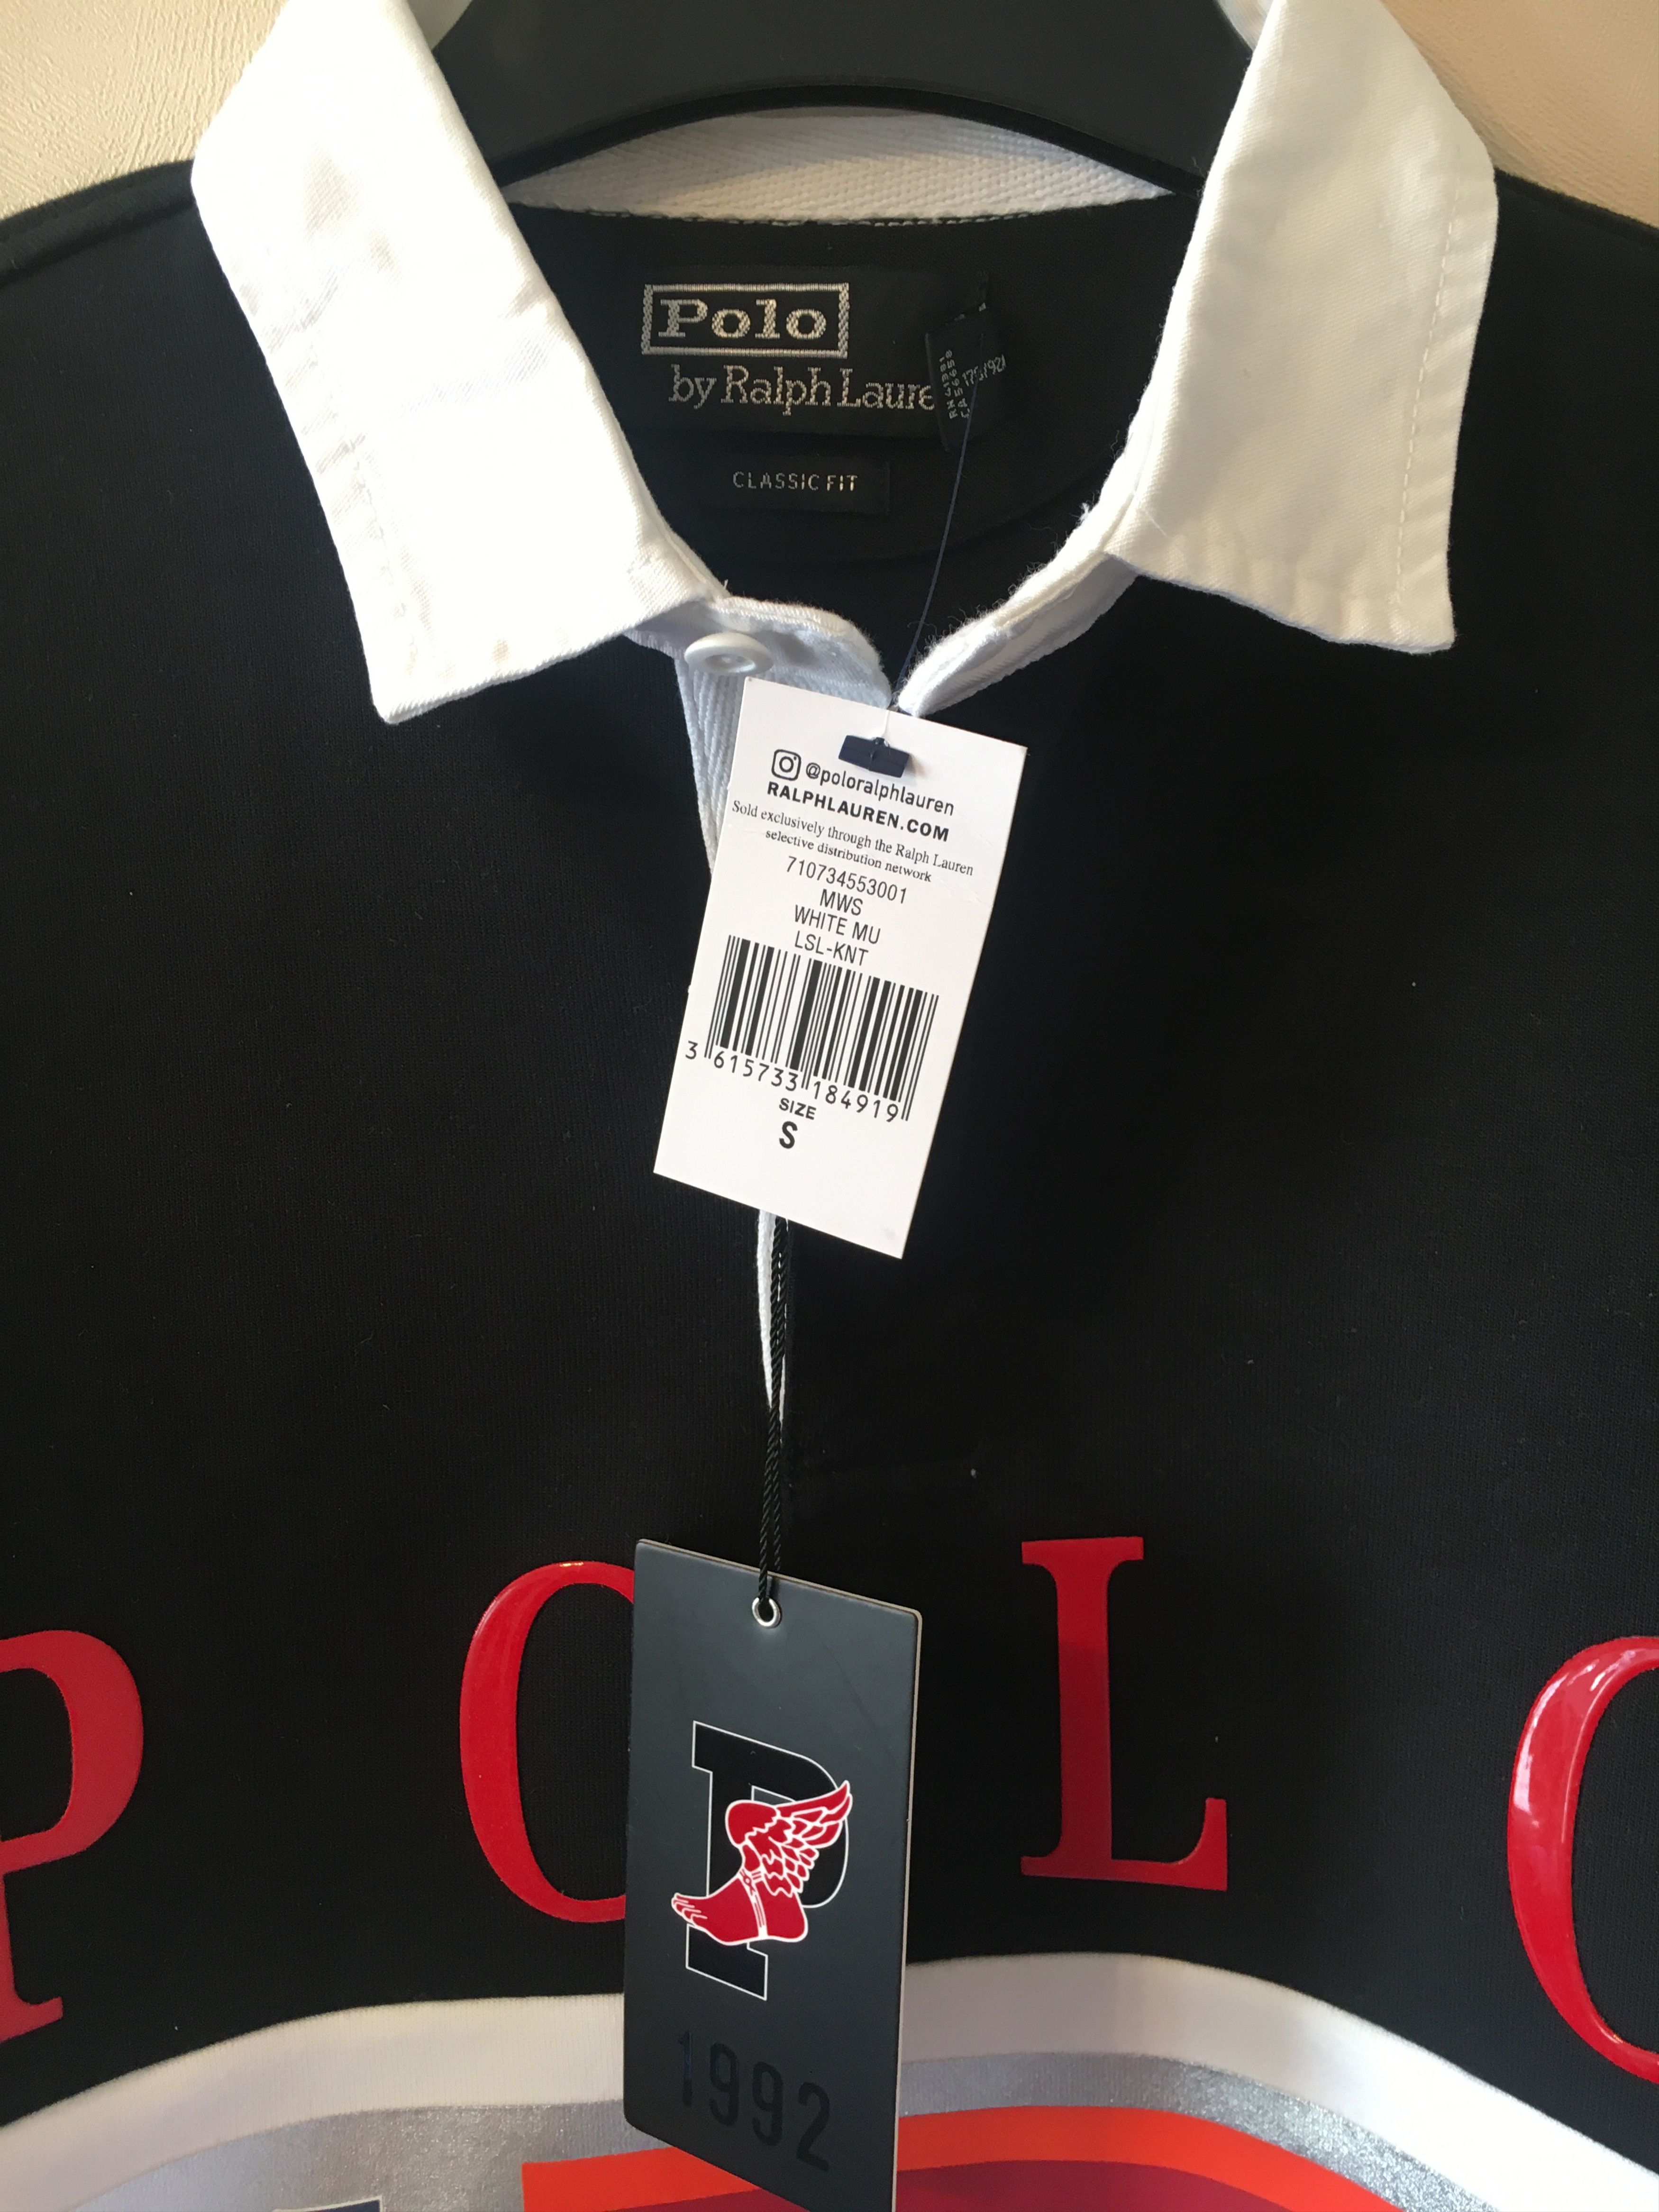 Polo
by Ralph Laure
CLASSIC FIT
@poloralphlauren
RALPHLAUREN.COM
Sold exclusively through the Ralph Lauren
selective distribution network
710734553001
MWS
WHITE MU
LSL-KNT
3 615733 184919
SIZE
S
P O L O
P
1992